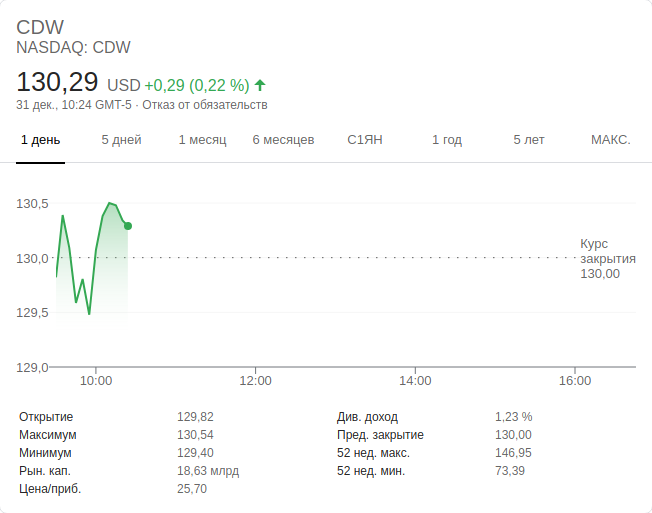 CDW
NASDAQ: CDW
130,29 USD +0,29 (0,22 %)
31 дек., 10:24 GMT-5 · Отказ от обязательств
1 день 5 дней 1 месяц 6 месяцев С1ЯН 1 год 5 лет МАКС.
130,5
130,0
129,5
129,0
Курс
закрытия
130,00
10:00 12:00 14:00 16:00
Открытие 129,82 Див. доход 1,23 %
Максимум 130,54 Пред. закрытие 130,00
Минимум 129,40 52 нед. макс. 146,95
Рын. кап. 18,63 млрд 52 нед. мин. 73,39
Цена/приб. 25,70